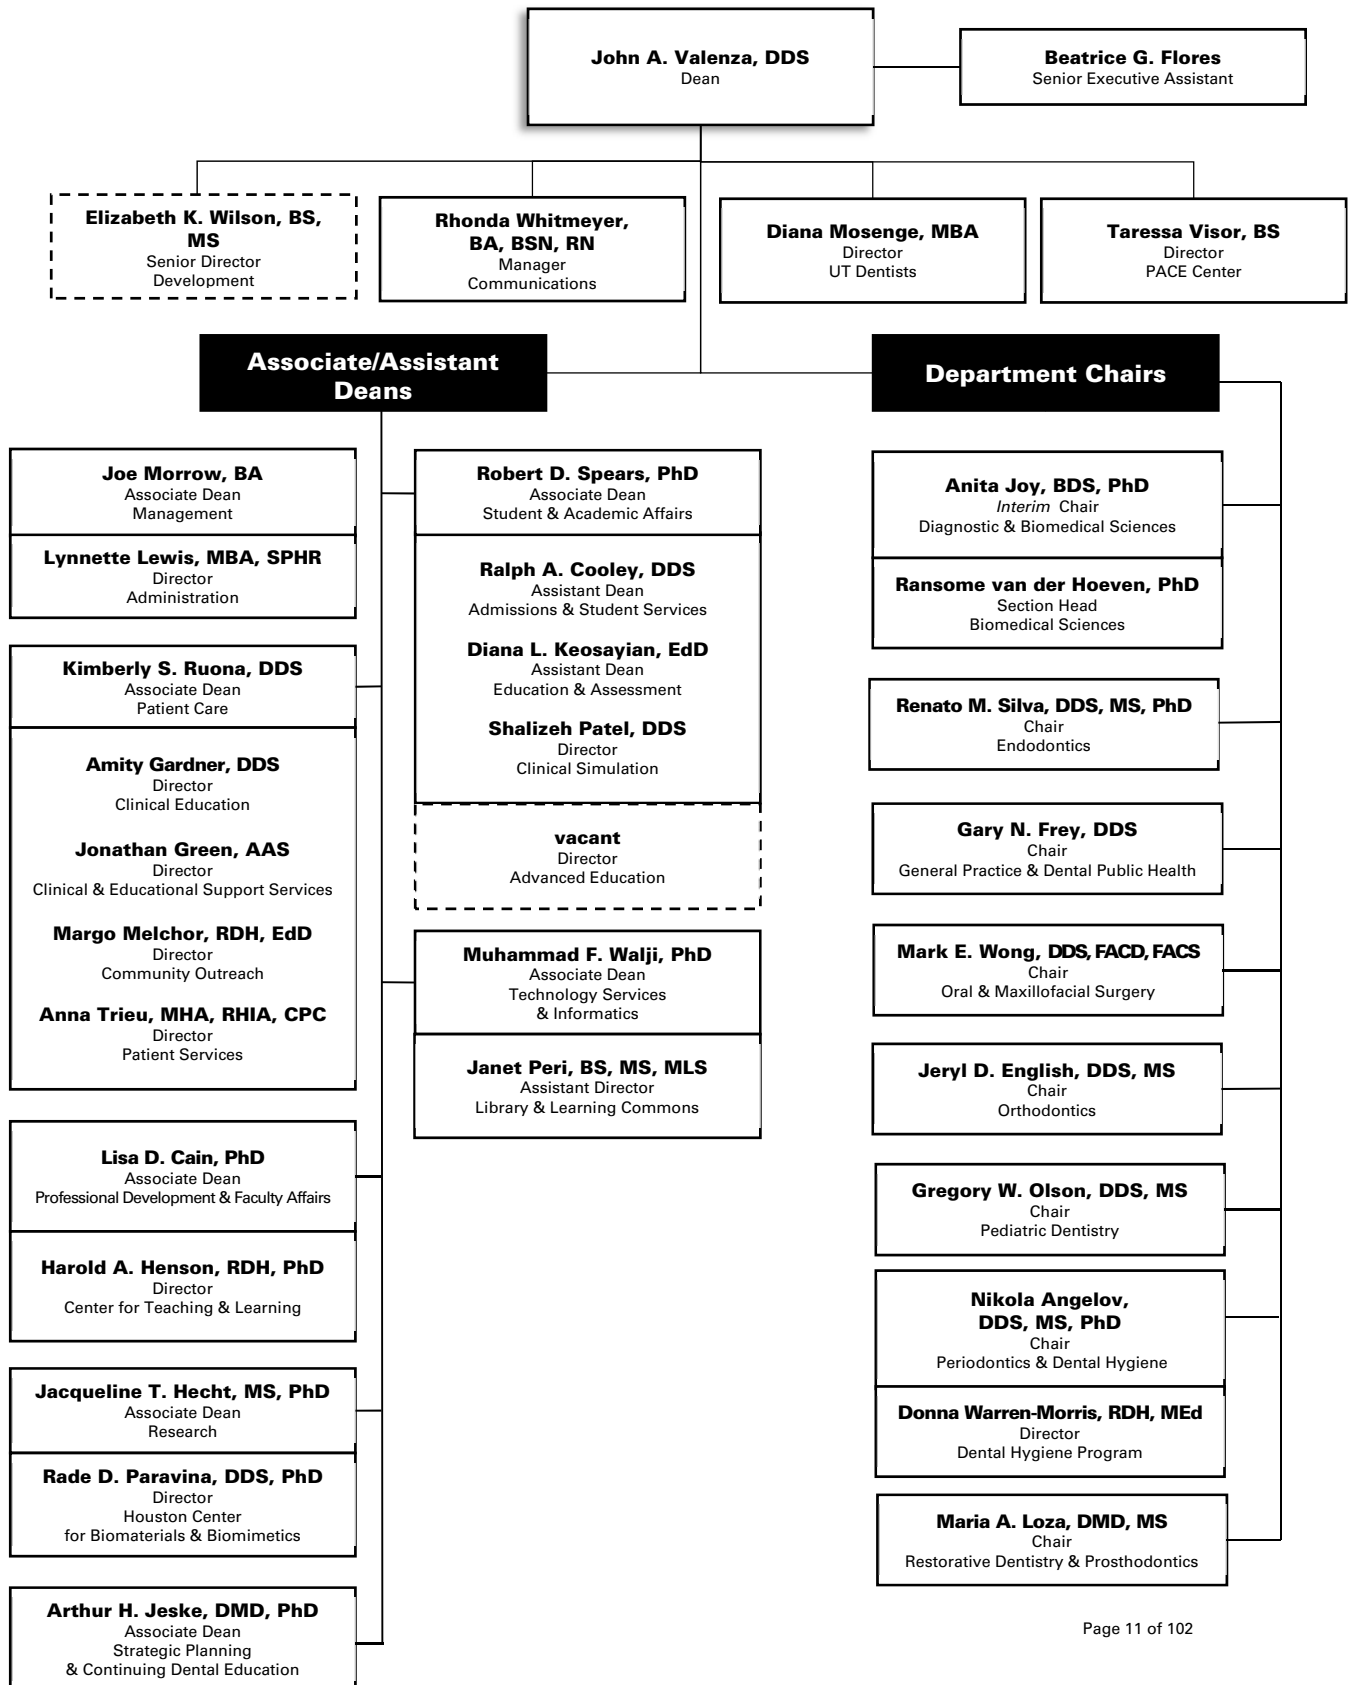 John A. Valenza, DDS
Dean
Beatrice G. Flores
Senior Executive Assistant
Elizabeth K. Wilson, BS,
MS
Senior Director
Development
Rhonda Whitmeyer,
BA, BSN, RN
Manager
Communications
Diana Mosenge, MBA
Director
UT Dentists
Taressa Visor, BS
Director
PACE Center
Associate/Assistant
Deans
Department Chairs
Joe Morrow, BA
Associate Dean
Management
Lynnette Lewis, MBA, SPHR
Director
Administration
Kimberly S. Ruona, DDS
Associate Dean
Patient Care
Amity Gardner, DDS
Director
Clinical Education
Jonathan Green, AAS
Director
Clinical & Educational Support Services
Margo Melchor, RDH, EdD
Director
Community Outreach
Anna Trieu, MHA, RHIA, CPC
Director
Patient Services
Lisa D. Cain, PhD
Associate Dean
Professional Development & Faculty Affairs
Harold A. Henson, RDH, PhD
Director
Center for Teaching & Learning
Jacqueline T. Hecht, MS, PhD
Associate Dean
Research
Rade D. Paravina, DDS, PhD
Director
Houston Center
for Biomaterials & Biomimetics
Arthur H. Jeske, DMD, PhD
Associate Dean
Strategic Planning
& Continuing Dental Education
Robert D. Spears, PhD
Associate Dean
Student & Academic Affairs
Ralph A. Cooley, DDS
Assistant Dean
Admissions & Student Services
Diana L. Keosayian, EdD
Assistant Dean
Education & Assessment
Shalizeh Patel, DDS
Director
Clinical Simulation
vacant
Director
Advanced Education
Muhammad F. Walji, PhD
Associate Dean
Technology Services
& Informatics
Janet Peri, BS, MS, MLS
Assistant Director
Library & Learning Commons
Anita Joy, BDS, PhD
Interim Chair
Diagnostic & Biomedical Sciences
Ransome van der Hoeven, PhD
Section Head
Biomedical Sciences
Renato M. Silva, DDS, MS, PhD
Chair
Endodontics
Gary N. Frey, DDS
Chair
General Practice & Dental Public Health
Mark E. Wong, DDS, FACD, FACS
Chair
Oral & Maxillofacial Surgery
Jeryl D. English, DDS, MS
Chair
Orthodontics
Gregory W. Olson, DDS, MS
Chair
Pediatric Dentistry
Nikola Angelov,
DDS, MS, PhD
Chair
Periodontics & Dental Hygiene
Donna Warren-Morris, RDH, MEd
Director
Dental Hygiene Program
Maria A. Loza, DMD, MS
Chair
Restorative Dentistry & Prosthodontics
Page 11 of 102